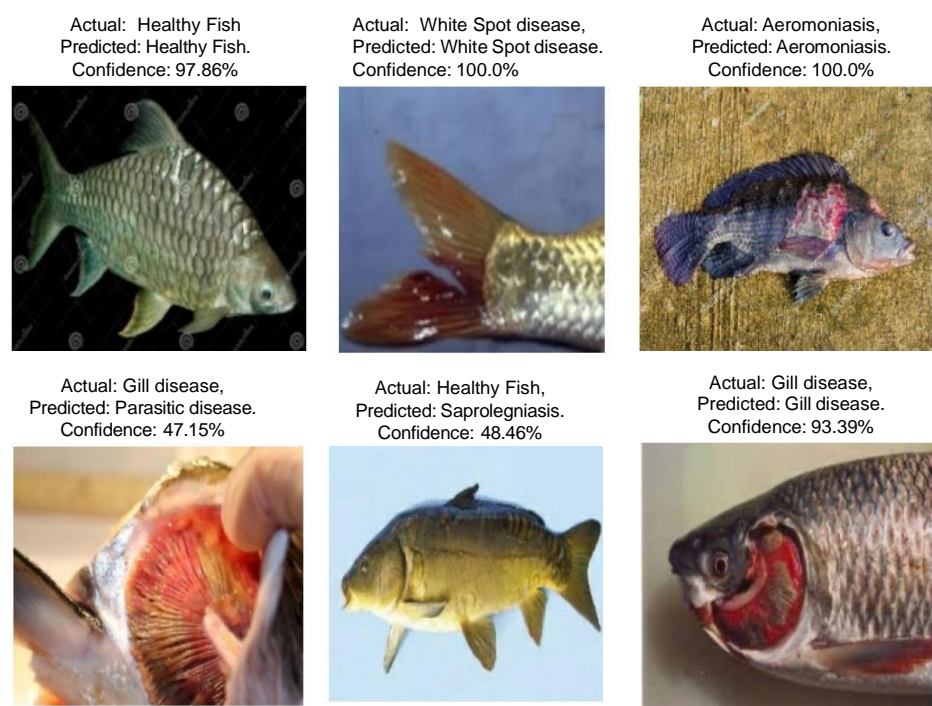 Actual: Healthy Fish
Predicted: Healthy Fish.
Confidence: 97.86%
Actual: White Spot disease,
Predicted: White Spot disease.
Confidence: 100.0%
Actual: Aeromoniasis,
Predicted: Aeromoniasis.
Confidence: 100.0%
Actual: Gill disease,
Predicted: Parasitic disease.
Confidence: 47.15%
Actual: Healthy Fish,
Predicted: Saprolegniasis.
Confidence: 48.46%
Actual: Gill disease,
Predicted: Gill disease.
Confidence: 93.39%